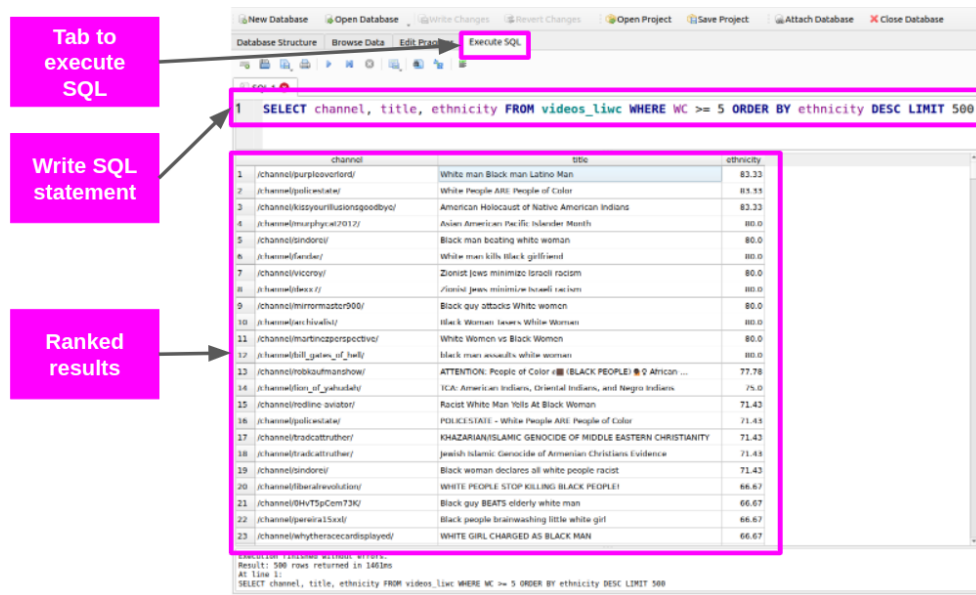 Tab to
execute
SQL
Write SQL
statement
Ranked
results
New Database Open Database Write Changes Revert Changes Open Project Save Project Attach Database Close Database
Database Structure Browse Data Edit Execute SQL
SQL 1
1 SELECT channel, title, ethnicity FROM videos_liwc WHERE WC >= 5 ORDER BY ethnicity DESC LIMIT 500
channel title ethnicity
1 /channel/purpleoverlord/ White man Black man Latino Man 83.33
2 /channel/policestate/ White People ARE People of Color 83.33
3 /channel/kissyourillusionsgoodbye/ American Holocaust of Native American Indians 83.33
4 /channel/murphycat2012/ Asian American Pacific Islander Month 80.0
5 /channel/sindorei/ Black man beating white woman 80.0
6 /channel/fandar/ White man kills Black girlfriend 80.0
7 /channel/viceroy/ Zionist Jews minimize Israeli racism 80.0
8 Zionist Jews minimize Israeli racism 80.0
9 /channel/mirrormaster900/ Black guy attacks White women 80.0
10 /channel/archivalist/ Black Woman Tasers White Woman 80.0
11 /channel/martinezperspective/ White Women vs Black Women 80.0
12 /channel/bill_gates_of_hell/ black man assaults white woman 80.0
13 /channel/robkaufmanshow/ ATTENTION: People of Color (BLACK PEOPLE) African ... 77.78
14 /channel/lion_of_yahudah/ TCA: American Indians, Oriental Indians, and Negro Indians 75.0
15 /channel/redline-aviator/ Racist White Man Yells At Black Woman 71.43
16 /channel/policestate/ POLICESTATE - White People ARE People of Color 71.43
17 /channel/tradcattruther/ KHAZARIAN/ISLAMIC GENOCIDE OF MIDDLE EASTERN CHRISTIANITY 71.43
18 /channel/tradcattruther/ Jewish Islamic Genocide of Armenian Christians Evidence 71.43
19 /channel/sindorei/ Black woman declares all white people racist 71.43
20 /channel/liberalrevolution/ WHITE PEOPLE STOP KILLING BLACK PEOPLE! 66.67
21 /channel/0HvT5pCem73K/ Black guy BEATS elderly white man 66.67
22 /channel/pereira15xxl/ Black people brainwashing little white girl 66.67
23 /channel/whytheracecardisplayed/ WHITE GIRL CHARGED AS BLACK MAN 66.67
Execution finished without errors.
Result: 500 rows returned in 1461ms
At line 1:
SELECT channel, title, ethnicity FROM videos_liwc WHERE WC >= 5 ORDER BY ethnicity DESC LIMIT 500